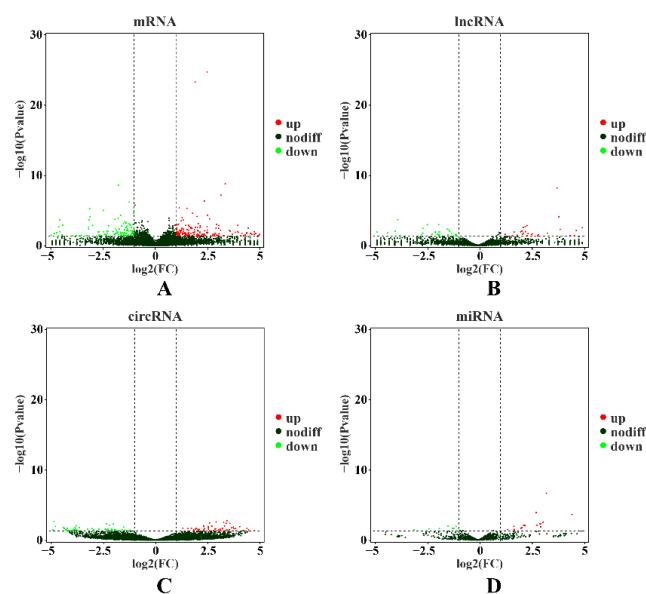 mRNA
30
20
10
0
−log10(Pvalue)
−5
−2.5
0
2.5
5
log2(FC)
up
nodiff
down
A
lncRNA
30
20
10
0
−log10(Pvalue)
−5
−2.5
0
2.5
5
log2(FC)
up
nodiff
down
B
circRNA
30
20
10
0
−log10(Pvalue)
−5
−2.5
0
2.5
5
log2(FC)
up
nodiff
down
C
miRNA
30
20
10
0
−log10(Pvalue)
−5
−2.5
0
2.5
5
log2(FC)
up
nodiff
down
D